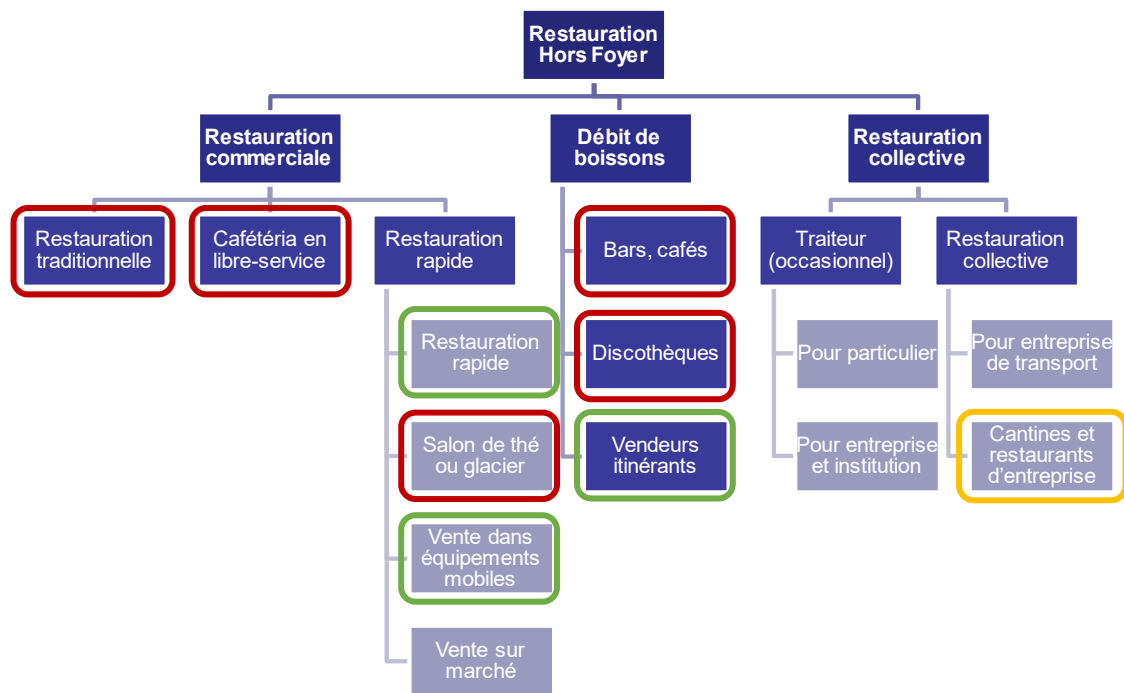 Restauration
Hors Foyer
Restauration
commerciale
Débit de
boissons
Restauration
collective
Restauration
traditionnelle
Cafétéria en
libre-service
Restauration
rapide
Bars, cafés
Traiteur
(occasionnel)
Restauration
collective
Restauration
rapide
Discothèques
Pour particulier
Pour entreprise
de transport
Salon de thé
ou glacier
Vendeurs
itinérants
Pour entreprise
et institution
Cantines et
restaurants
d’entreprise
Vente dans
équipements
mobiles
Vente sur
marché